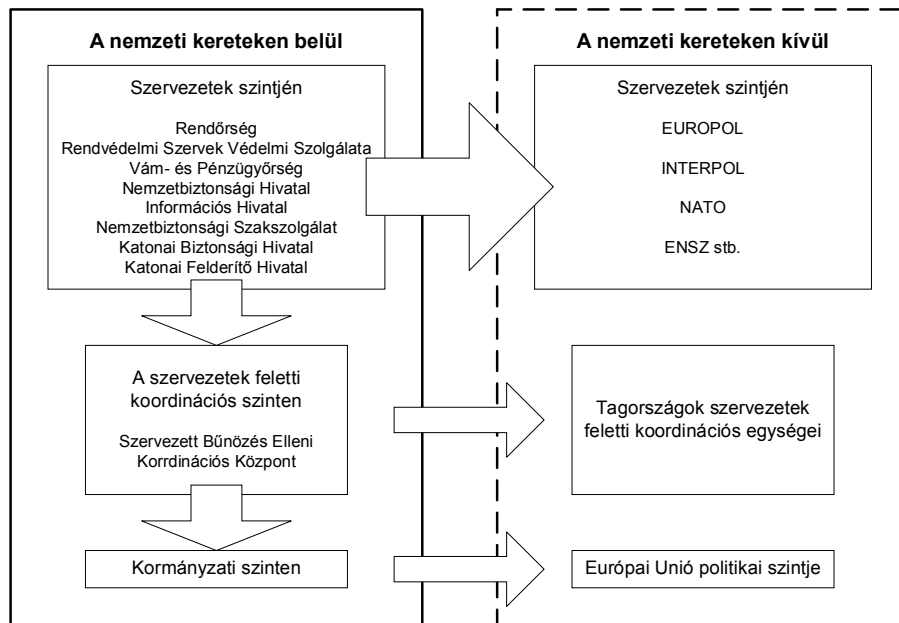 A nemzeti kereteken belül
Szervezetek szintjén
Rendőrség
Rendvédelmi Szervek Védelmi Szolgálata
Vám- és Pénzügyőrség
Nemzetbiztonsági Hivatal
Információs Hivatal
Nemzetbiztonsági Szakszolgálat
Katonai Biztonsági Hivatal
Katonai Felderítő Hivatal
A szervezetek feletti
koordinációs szinten
Szervezett Bűnözés Elleni
Korrdinációs Központ
Kormányzati szinten
A nemzeti kereteken kívül
Szervezetek szintjén
EUROPOL
INTERPOL
NATO
ENSZ stb.
Tagországok szervezetek
feletti koordinációs egységei
Európai Unió politikai szintje